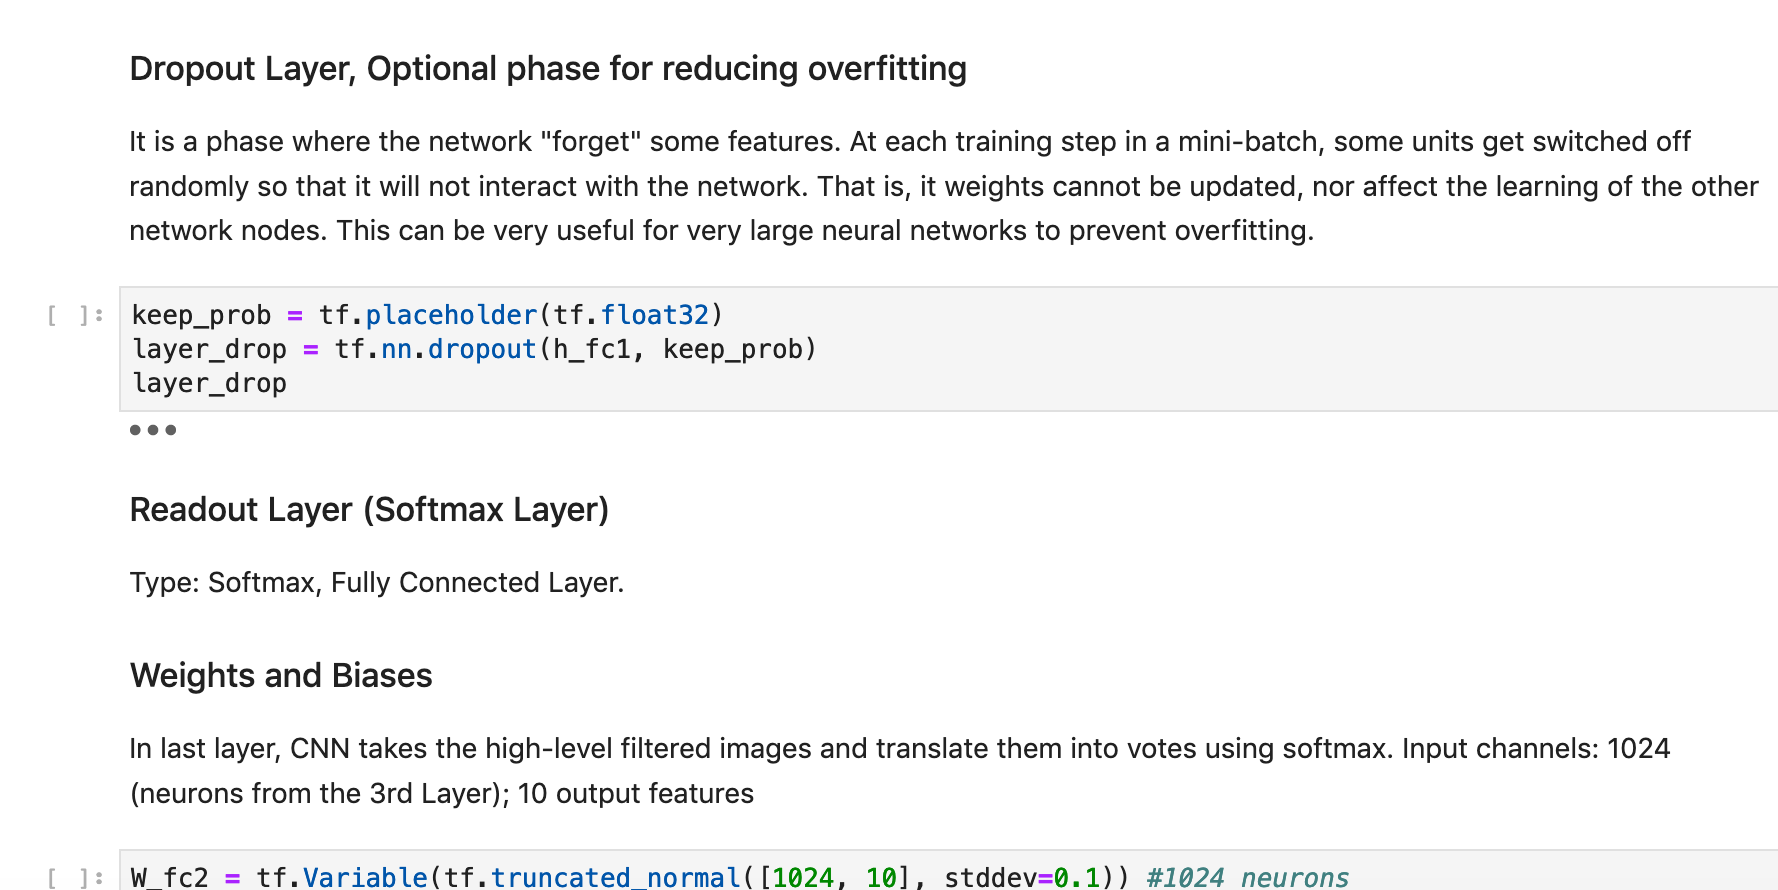 Dropout Layer, Optional phase for reducing overfitting
It is a phase where the network "forget" some features. At each training step in a mini-batch, some units get switched off
randomly so that it will not interact with the network. That is, it weights cannot be updated, nor affect the learning of the other
network nodes. This can be very useful for very large neural networks to prevent overfitting.
[ ]: keep_prob = tf.placeholder(tf.float32)
layer_drop = tf.nn.dropout(h_fc1, keep_prob)
layer_drop
•••
Readout Layer (Softmax Layer)
Type: Softmax, Fully Connected Layer.
Weights and Biases
In last layer, CNN takes the high-level filtered images and translate them into votes using softmax. Input channels: 1024
(neurons from the 3rd Layer); 10 output features
[ ]: W_fc2 = tf.Variable(tf.truncated_normal([1024, 10], stddev=0.1)) #1024 neurons